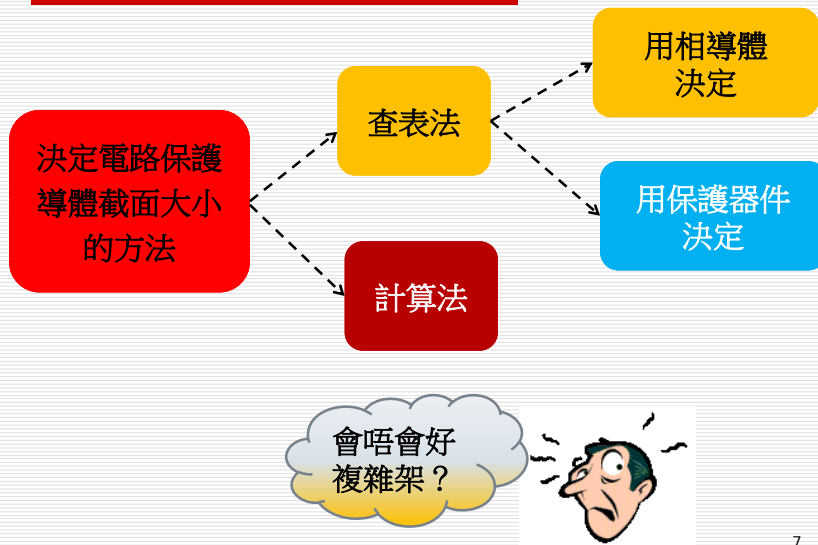 用相導體
決定
查表法
決定電路保護
導體截面大小
的方法
用保護器件
決定
計算法
會唔會好
複雜架？
7